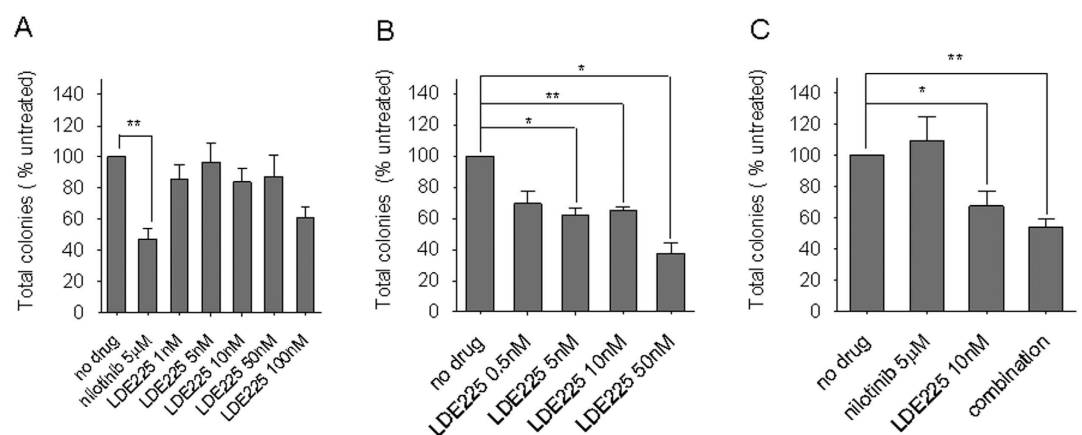 A
Total colonies ( % untreated)
140
120
100
80
60
40
20
0
**
no drug
nilotinib 5µM
LDE225 1nM
LDE225 5nM
LDE225 10nM
LDE225 50nM
LDE225 100nM
B
Total colonies (% untreated)
140
120
100
80
60
40
20
0
*
**
*
no drug
LDE225 0,5nM
LDE225 5nM
LDE225 10nM
LDE225 50nM
C
Total colonies ( % untreated)
140
120
100
80
60
40
20
0
**
*
no drug
nilotinib 5µM
LDE225 10nM
combination